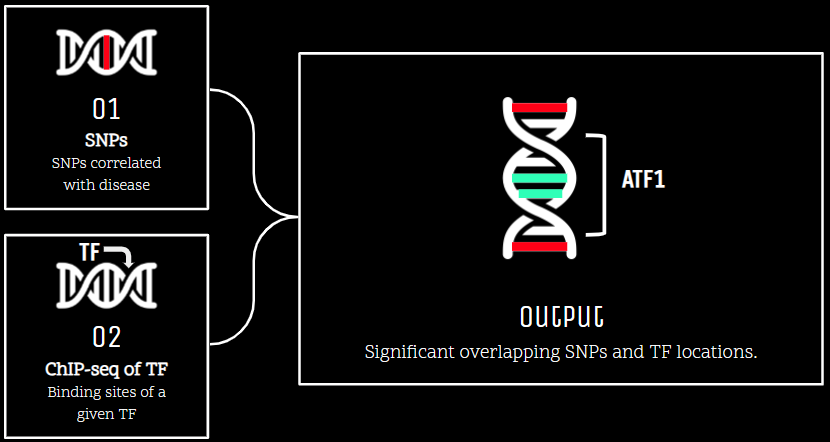 01
SNPs
SNPs correlated
with disease
TF
02
ChIP-seq of TF
Binding sites of a
given TF
ATF1
OUTPUT
Significant overlapping SNPs and TF locations.